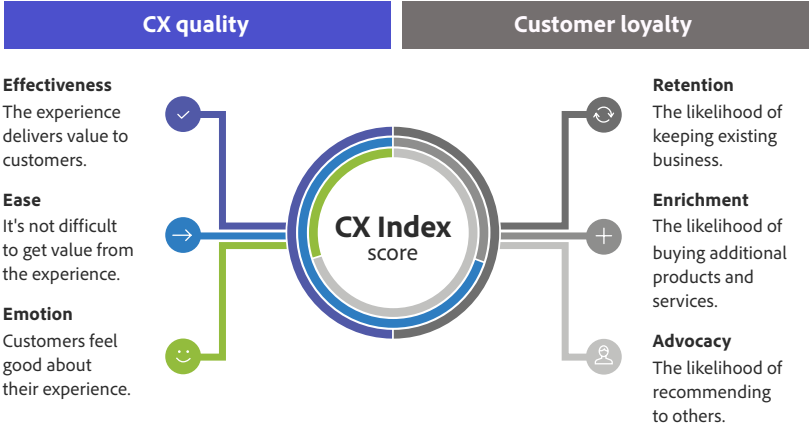 CX quality
Customer loyalty
Effectiveness
The experience
delivers value to
customers.
Ease
It's not difficult
to get value from
the experience.
Emotion
Customers feel
good about
their experience.
CX Index
score
Retention
The likelihood of
keeping existing
business.
Enrichment
The likelihood of
buying additional
products and
services.
Advocacy
The likelihood of
recommending
to others.